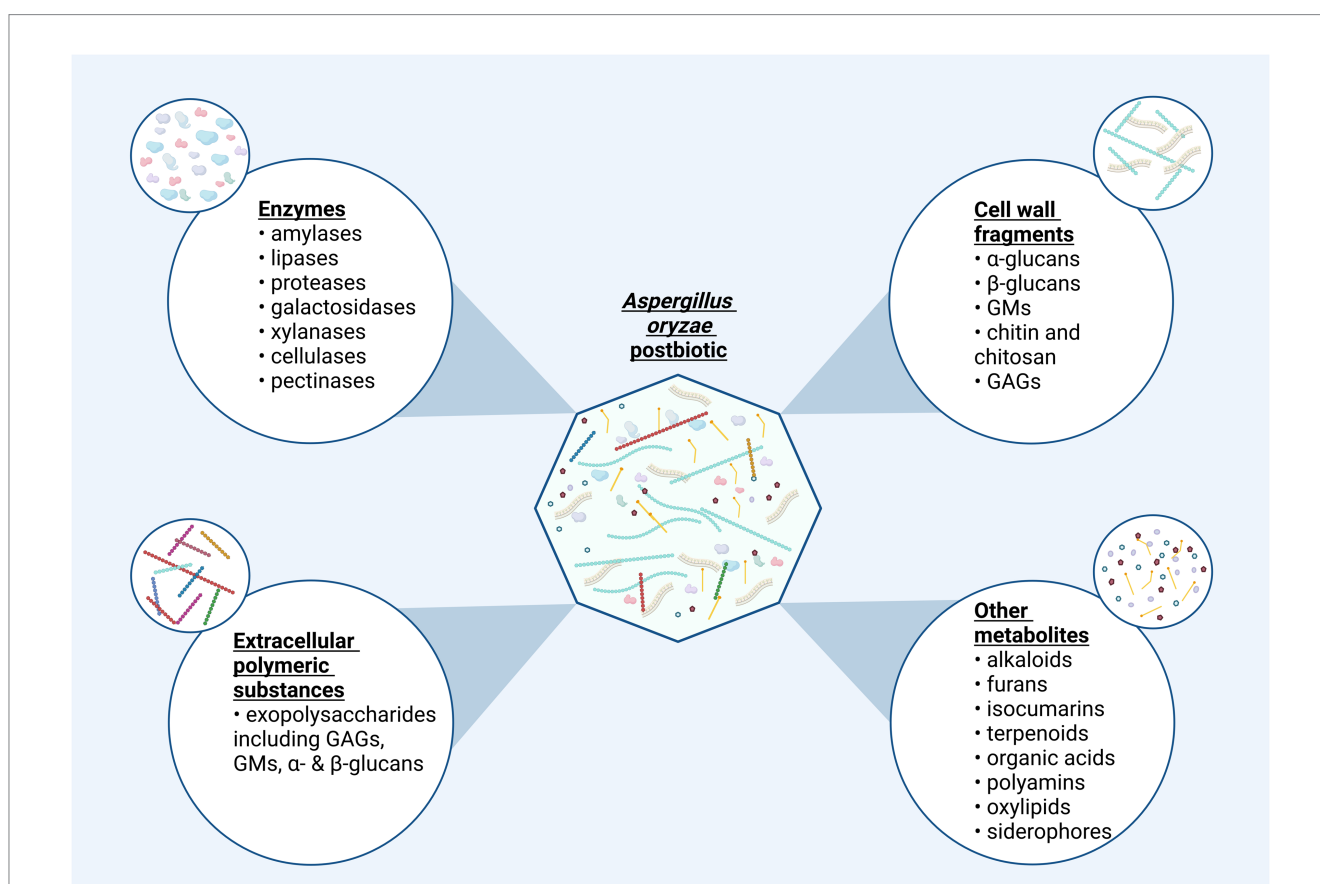 Enzymes
• amylases
• lipases
• proteases
• galactosidases
• xylanases
• cellulases
• pectinases
Cell wall
fragments
• α-glucans
• β-glucans
• GMs
• chitin and
chitosan
• GAGs
Aspergillus
oryzae
postbiotic
Extracellular
polymeric
substances
• exopolysaccharides
including GAGs,
GMs, α- & β-glucans
Other
metabolites
• alkaloids
• furans
• isocumarins
• terpenoids
• organic acids
• polyamins
• oxylipids
• siderophores